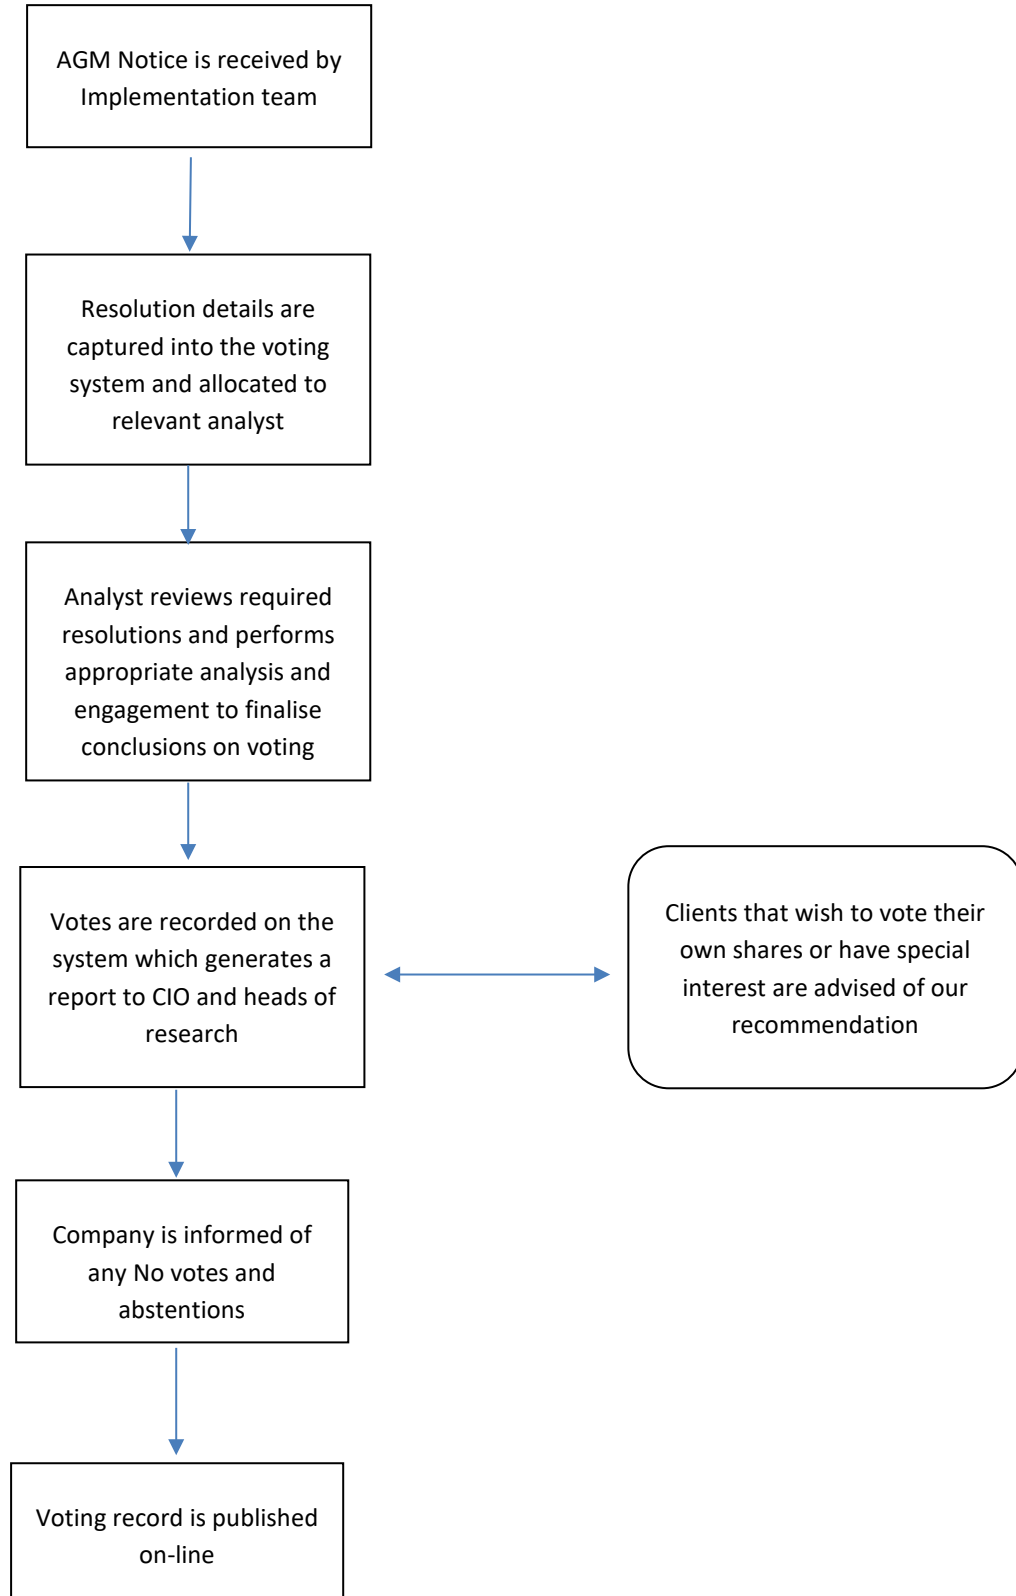 AGM Notice is received by
Implementation team
Resolution details are
captured into the voting
system and allocated to
relevant analyst
Analyst reviews required
resolutions and performs
appropriate analysis and
engagement to finalise
conclusions on voting
Votes are recorded on the
system which generates a
report to CIO and heads of
research
Clients that wish to vote their
own shares or have special
interest are advised of our
recommendation
Company is informed of
any No votes and
abstentions
Voting record is published
on-line